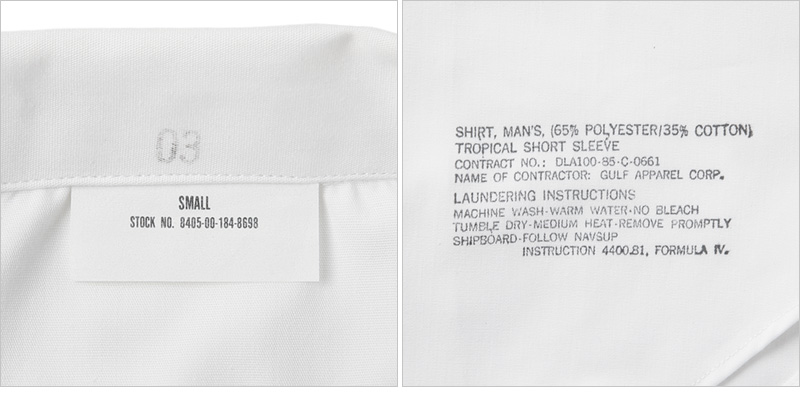 03
SMALL
STOCK NO. 8405-00-184-8698
SHIRT, MAN'S, (65% POLYESTER/35% COTTON)
TROPICAL SHORT SLEEVE
CONTRACT NO.: DLA100-85-C-0661
NAME OF CONTRACTOR: GULF APPAREL CORP.
LAUNDERING INSTRUCTIONS
MACHINE WASH-WARM WATER-NO BLEACH
TUMBLE DRY-MEDIUM HEAT-REMOVE PROMPTLY
SHIPBOARD-FOLLOW NAVSUP
INSTRUCTION 4400.81, FORMULA IV.